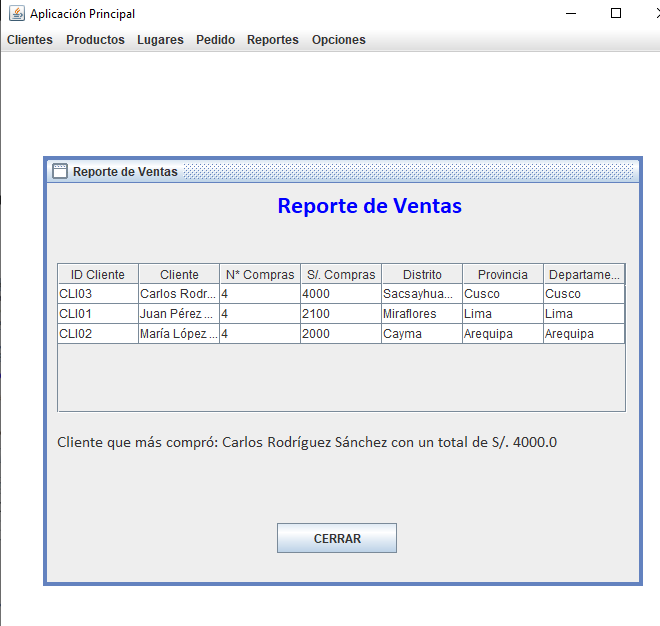 Aplicación Principal
Clientes Productos Lugares Pedido Reportes Opciones
Reporte de Ventas
Reporte de Ventas
ID Cliente Cliente N* Compras S/. Compras Distrito Provincia Departame...
CLI03 Carlos Rodr... 4 4000 Sacsayhua... Cusco Cusco
CLI01 Juan Pérez ... 4 2100 Miraflores Lima Lima
CLI02 María López ... 4 2000 Cayma Arequipa Arequipa
Cliente que más compró: Carlos Rodríguez Sánchez con un total de S/. 4000.0
CERRAR